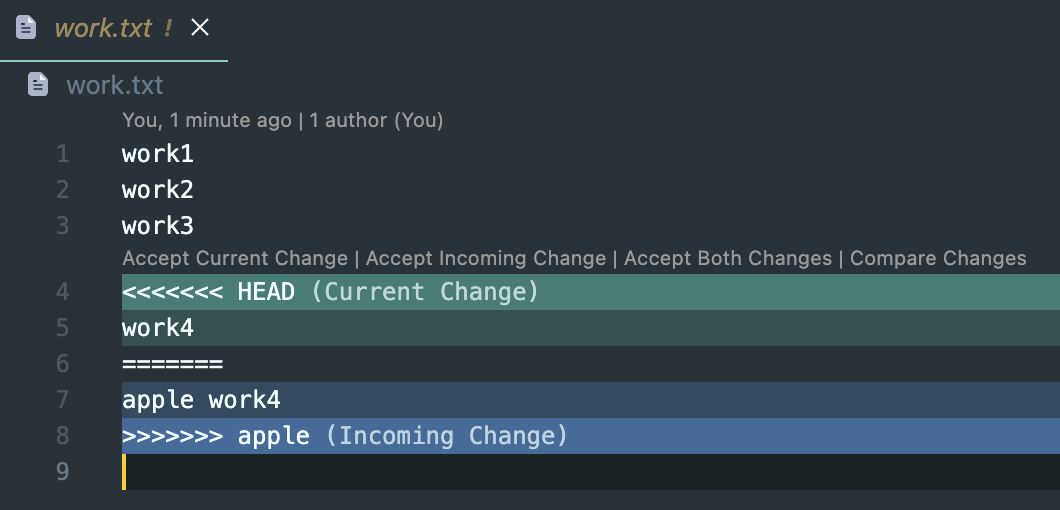 work.txt !
work.txt
You, 1 minute ago | 1 author (You)
1 work1
2 work2
3 work3
Accept Current Change | Accept Incoming Change | Accept Both Changes | Compare Changes
4 <<<<<<< HEAD (Current Change)
5 work4
6 =======
7 apple work4
8 >>>>>>> apple (Incoming Change)
9